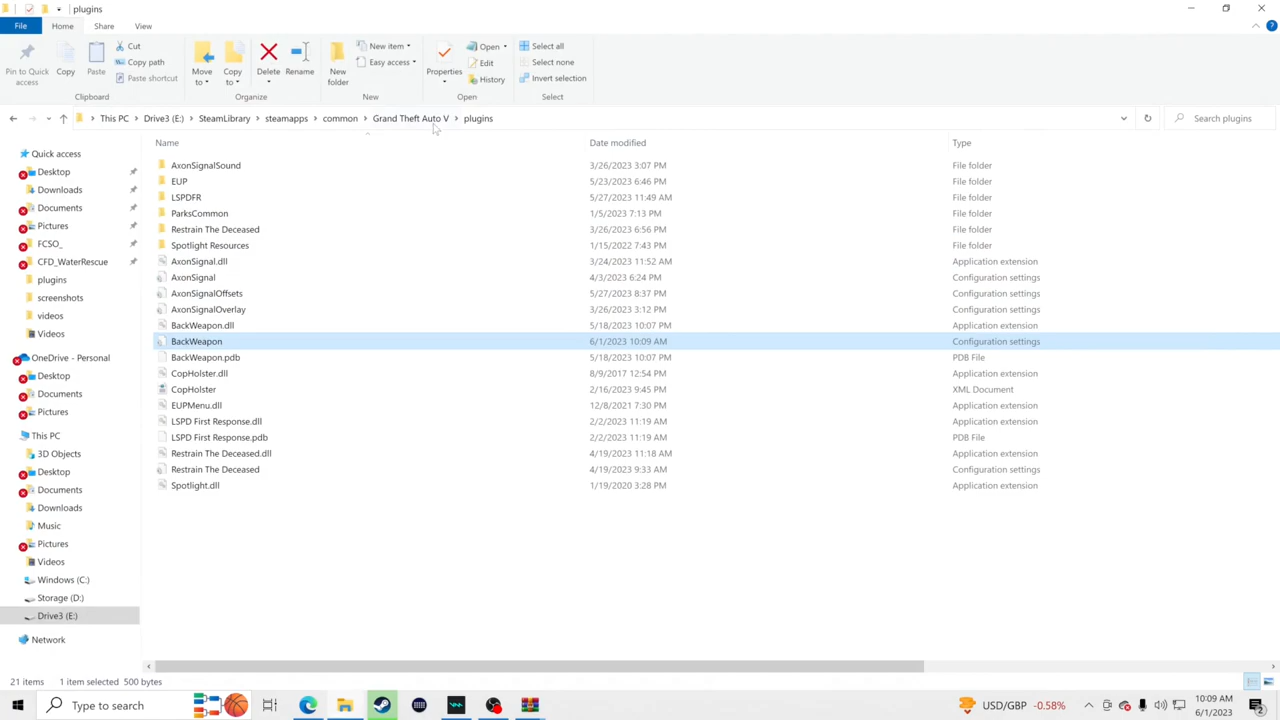 plugins
File
Home
Share
View
Pin to Quick access
Copy
Paste
Cut
Copy path
Paste shortcut
Clipboard
Move to
Copy to
Delete
Rename
Organize
New folder
New item
Easy access
New
Properties
Open
Edit
History
Open
Select all
Select none
Invert selection
Select
This PC
Drive3 (E:)
SteamLibrary
steamapps
common
Grand Theft Auto V
plugins
Search plugins
Name
Date modified
Type
Quick access
Desktop
Downloads
Documents
Pictures
FCSO_
CFD_WaterRescue
plugins
screenshots
videos
Videos
OneDrive - Personal
Desktop
Documents
Pictures
This PC
3D Objects
Desktop
Documents
Downloads
Music
Pictures
Videos
Windows (C:)
Storage (D:)
Drive3 (E:)
Network
AxonSignalSound 3/26/2023 3:07 PM File folder
EUP 5/23/2023 6:46 PM File folder
LSPDFR 5/27/2023 11:49 AM File folder
ParksCommon 1/5/2023 7:13 PM File folder
Restrain The Deceased 3/26/2023 6:56 PM File folder
Spotlight Resources 1/15/2022 7:43 PM File folder
AxonSignal.dll 3/24/2023 11:52 AM Application extension
AxonSignal 4/3/2023 6:24 PM Configuration settings
AxonSignalOffsets 5/27/2023 8:37 PM Configuration settings
AxonSignalOverlay 3/26/2023 3:12 PM Configuration settings
BackWeapon.dll 5/18/2023 10:07 PM Application extension
BackWeapon 6/1/2023 10:09 AM Configuration settings
BackWeapon.pdb 5/18/2023 10:07 PM PDB File
CopHolster.dll 8/9/2017 12:54 PM Application extension
CopHolster 2/16/2023 9:45 PM XML Document
EUPMenu.dll 12/8/2021 7:30 PM Application extension
LSPD First Response.dll 2/2/2023 11:19 AM Application extension
LSPD First Response.pdb 2/2/2023 11:19 AM PDB File
Restrain The Deceased.dll 4/19/2023 11:18 AM Application extension
Restrain The Deceased 4/19/2023 9:33 AM Configuration settings
Spotlight.dll 1/19/2020 3:28 PM Application extension
21 items 1 item selected 500 bytes
Type here to search
USD/GBP -0.58%
10:09 AM
6/1/2023
2